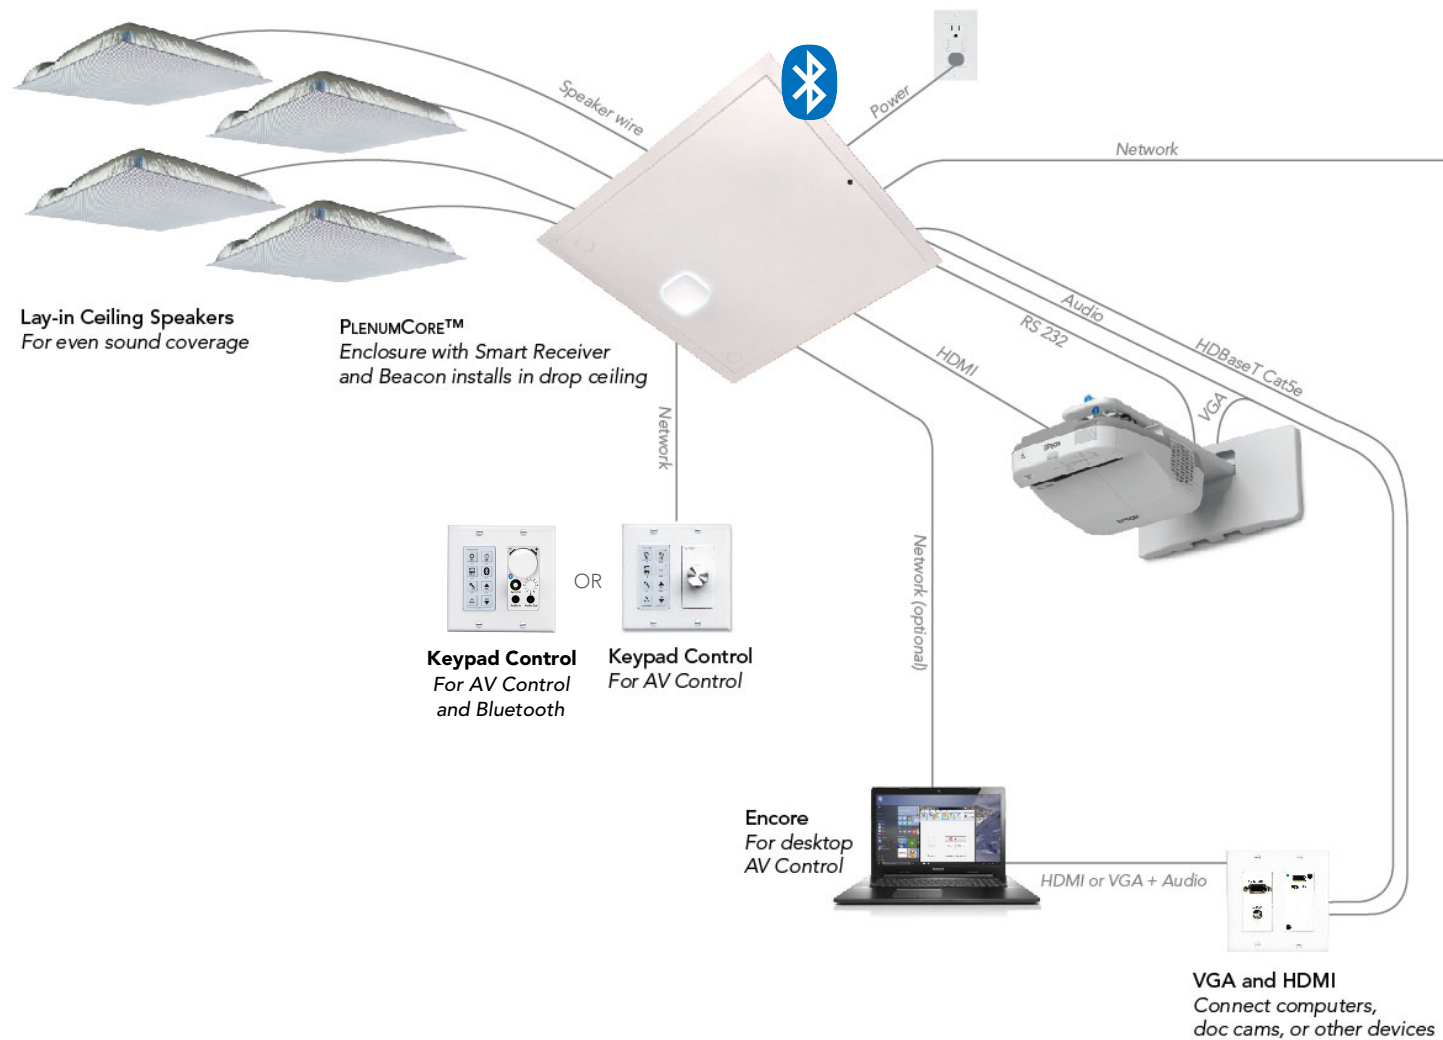 Speaker wire
Power
Network
Lay-in Ceiling Speakers
For even sound coverage
PLENUMCORE™
Enclosure with Smart Receiver
and Beacon installs in drop ceiling
Audio
RS 232
HDMI
HDBaseT Cat5e
VGA
Network
Network (optional)
OR
Keypad Control
For AV Control
and Bluetooth
Keypad Control
For AV Control
Encore
For desktop
AV Control
HDMI or VGA + Audio
VGA and HDMI
Connect computers,
doc cams, or other devices